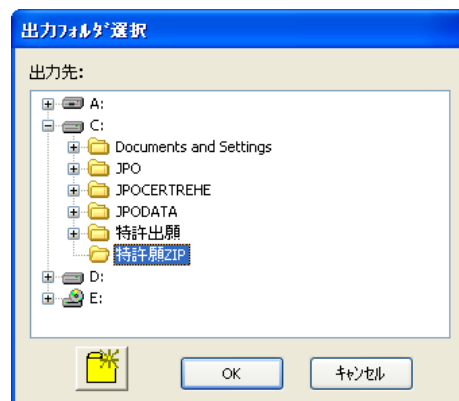 出力ﾌｫﾙﾀﾞ選択
出力先:
A:
C:
Documents and Settings
JPO
JPOCERTREHE
JPODATA
特許出願
特許願ZIP
D:
E:
OK
ｷｬﾝｾﾙ